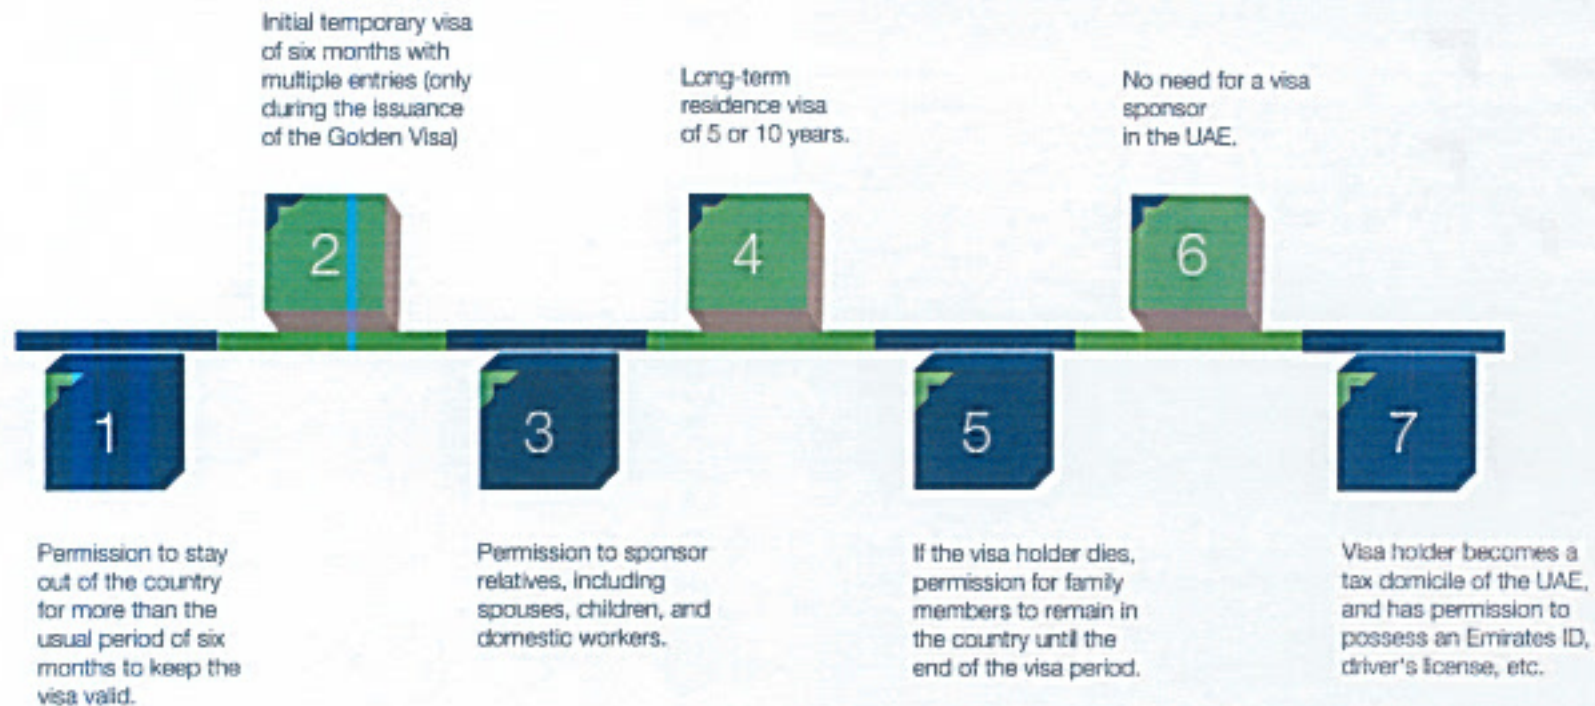 Initial temporary visa
of six months with
multiple entries (only
during the issuance
of the Golden Visa)
Long-term
residence visa
of 5 or 10 years.
No need for a visa
sponsor
in the UAE.
2
4
6
1
3
5
7
Permission to stay
out of the country
for more than the
usual period of six
months to keep the
visa valid.
Permission to sponsor
relatives, including
spouses, children, and
domestic workers.
If the visa holder dies,
permission for family
members to remain in
the country until the
end of the visa period.
Visa holder becomes a
tax domicile of the UAE,
and has permission to
possess an Emirates ID,
driver's license, etc.